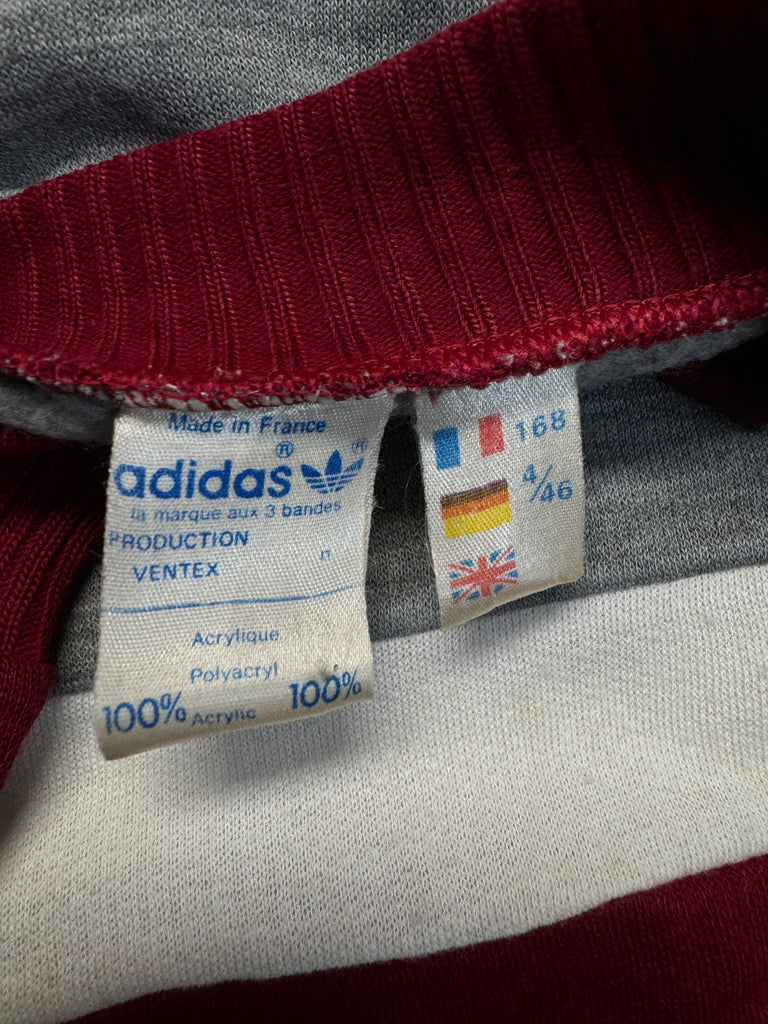 Made in France
adidas®
®
la marque aux 3 bandes
PRODUCTION
VENTEX n
Acrylique
Polyacryl
100% Acrylic 100%
168
4/46